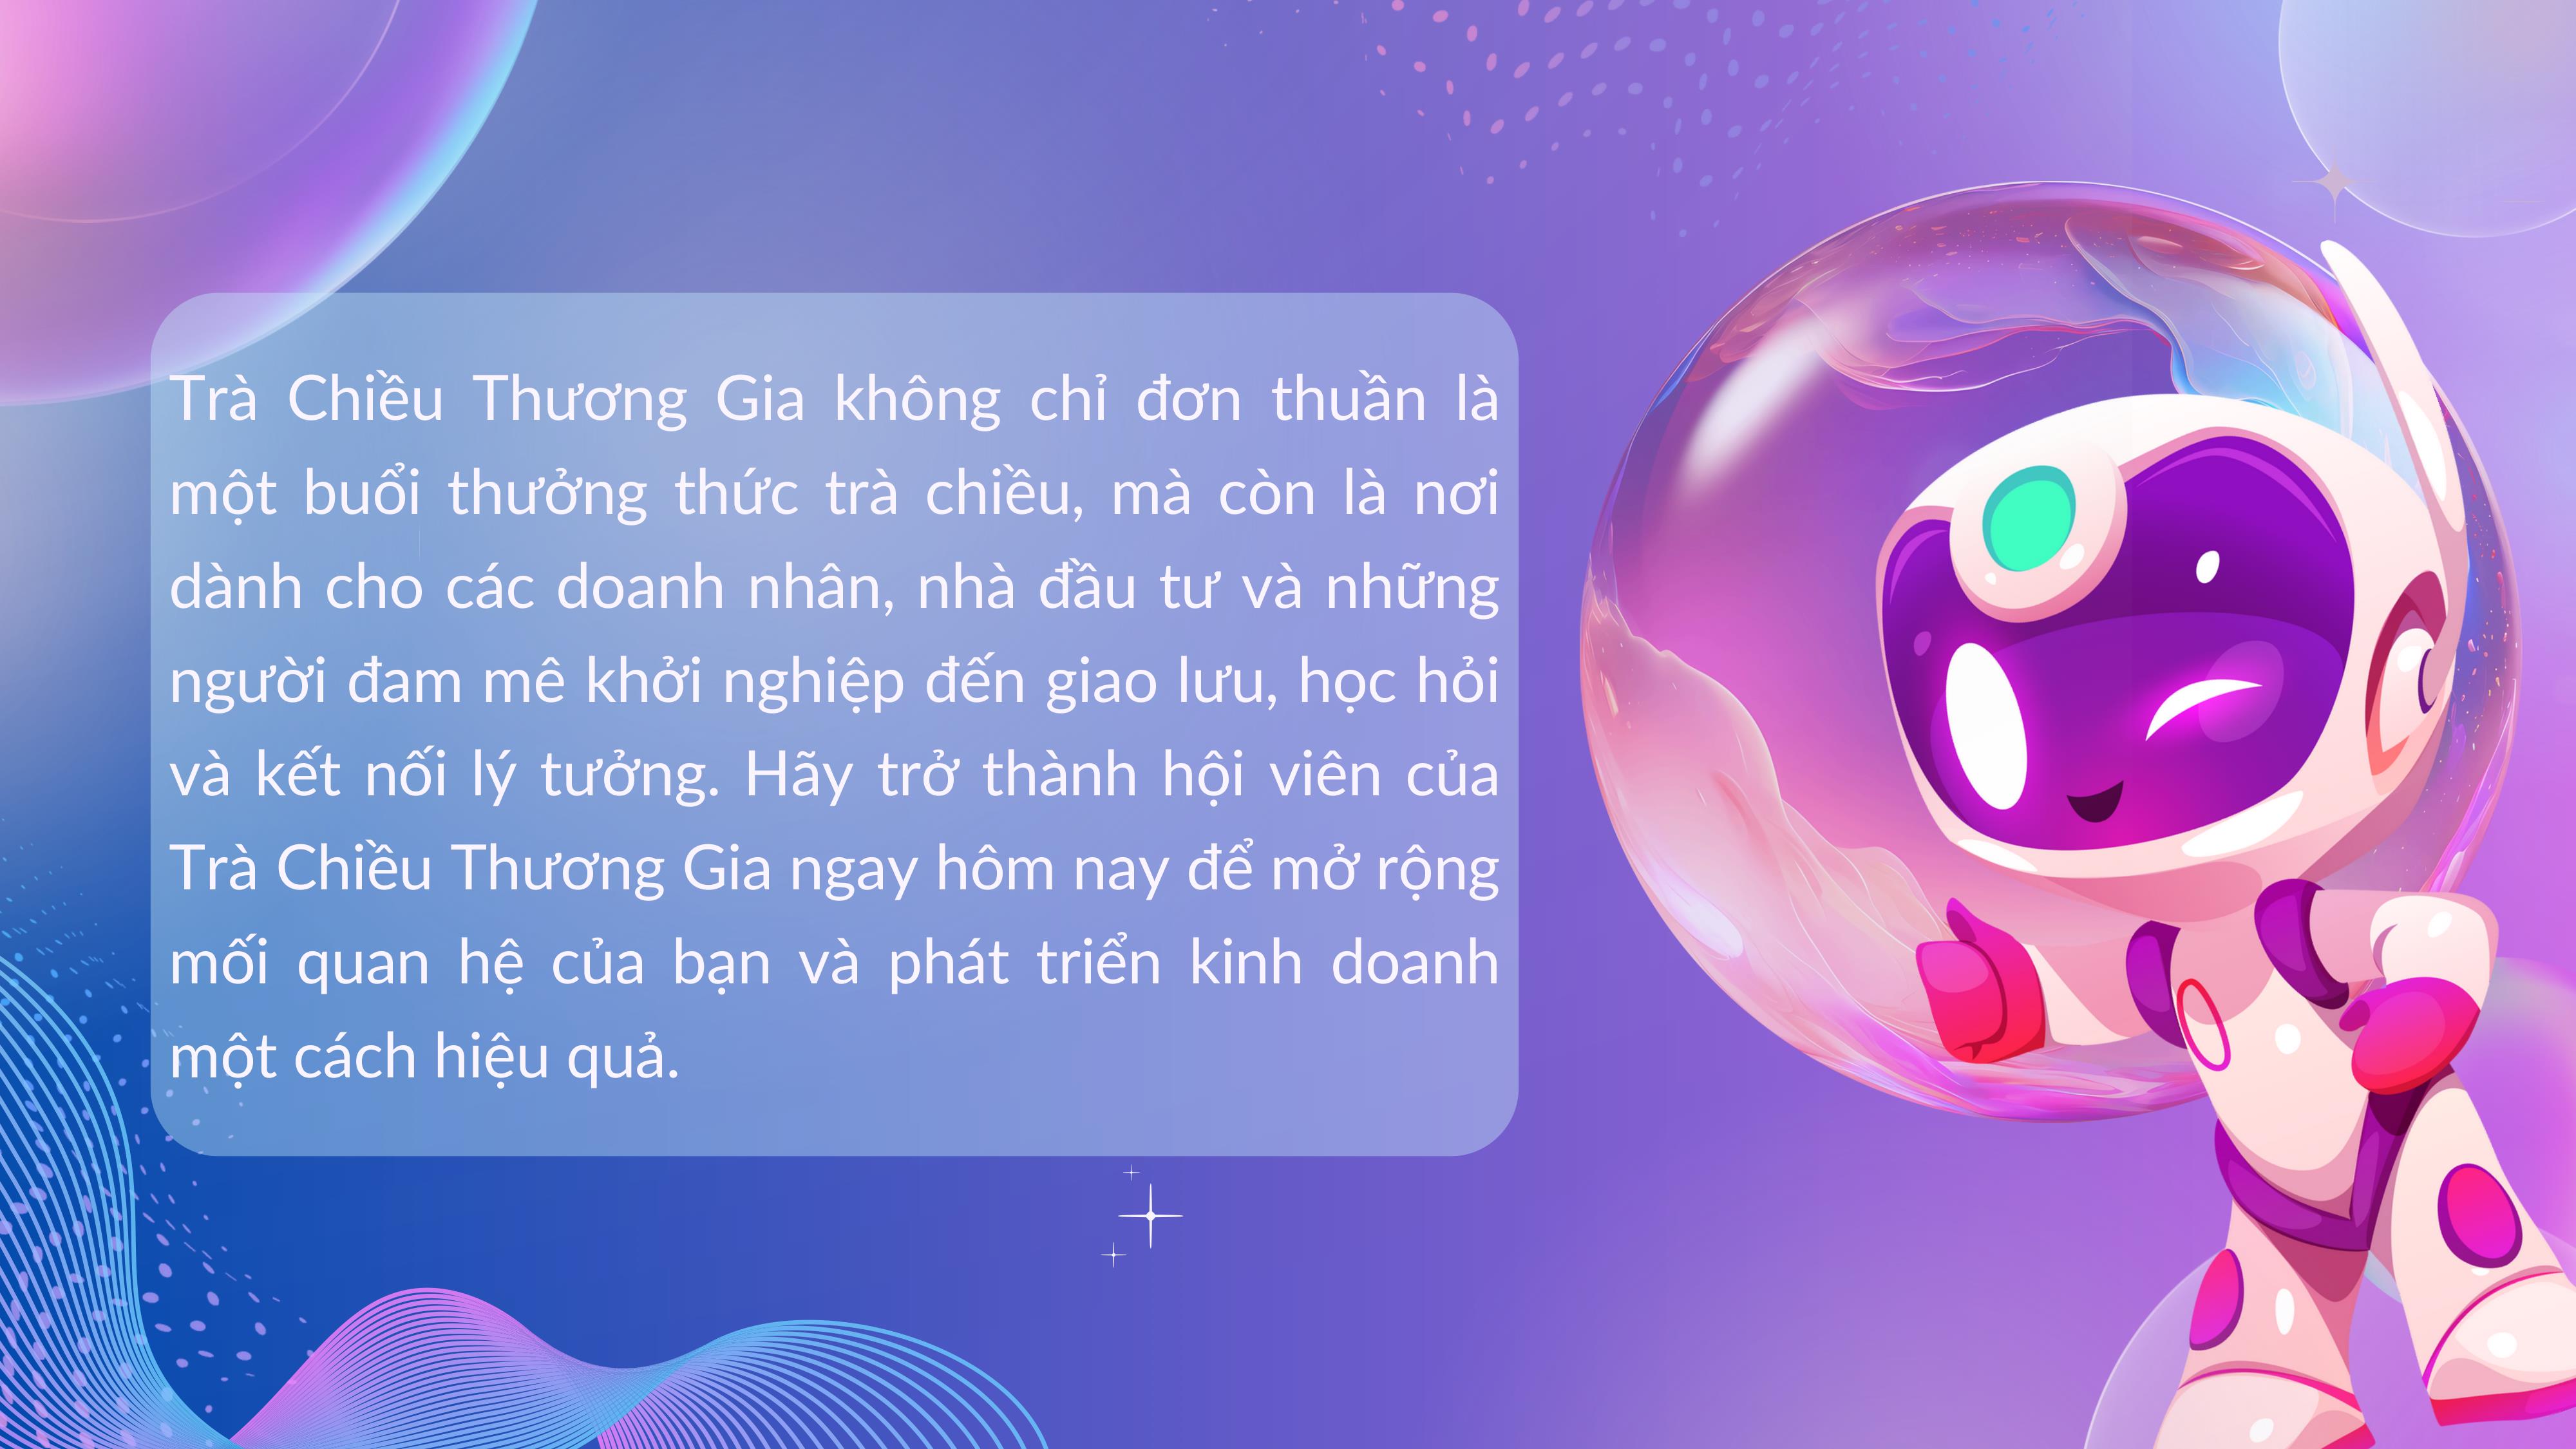 Trà Chiều Thương Gia không chỉ đơn thuần là
một buổi thưởng thức trà chiều, mà còn là nơi
dành cho các doanh nhân, nhà đầu tư và những
người đam mê khởi nghiệp đến giao lưu, học hỏi
và kết nối lý tưởng. Hãy trở thành hội viên của
Trà Chiều Thương Gia ngay hôm nay để mở rộng
mối quan hệ của bạn và phát triển kinh doanh
một cách hiệu quả.